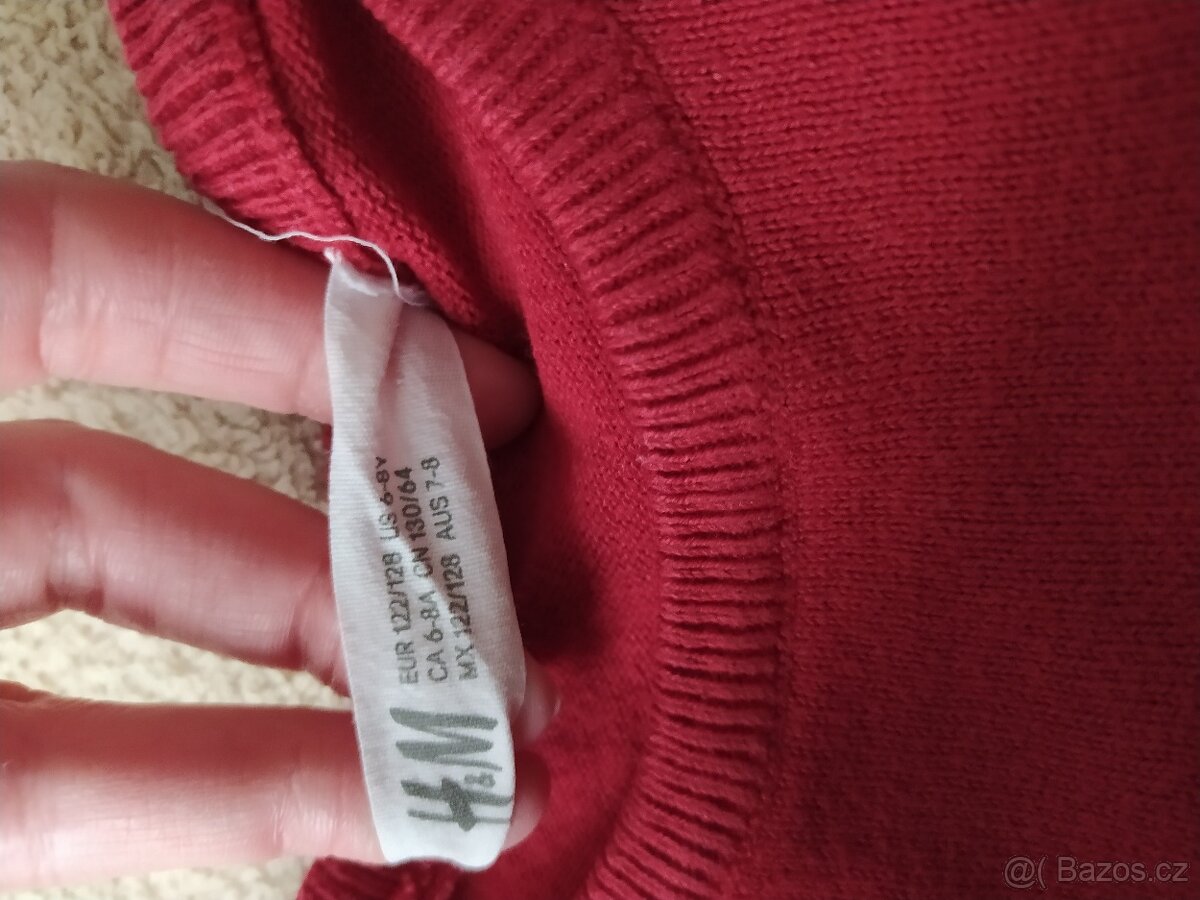 H&M
EUR 122/128 US 6-8Y
CA 6-8A CN 130/64
MX 122/128 AUS 7-8
@( Bazos.cz